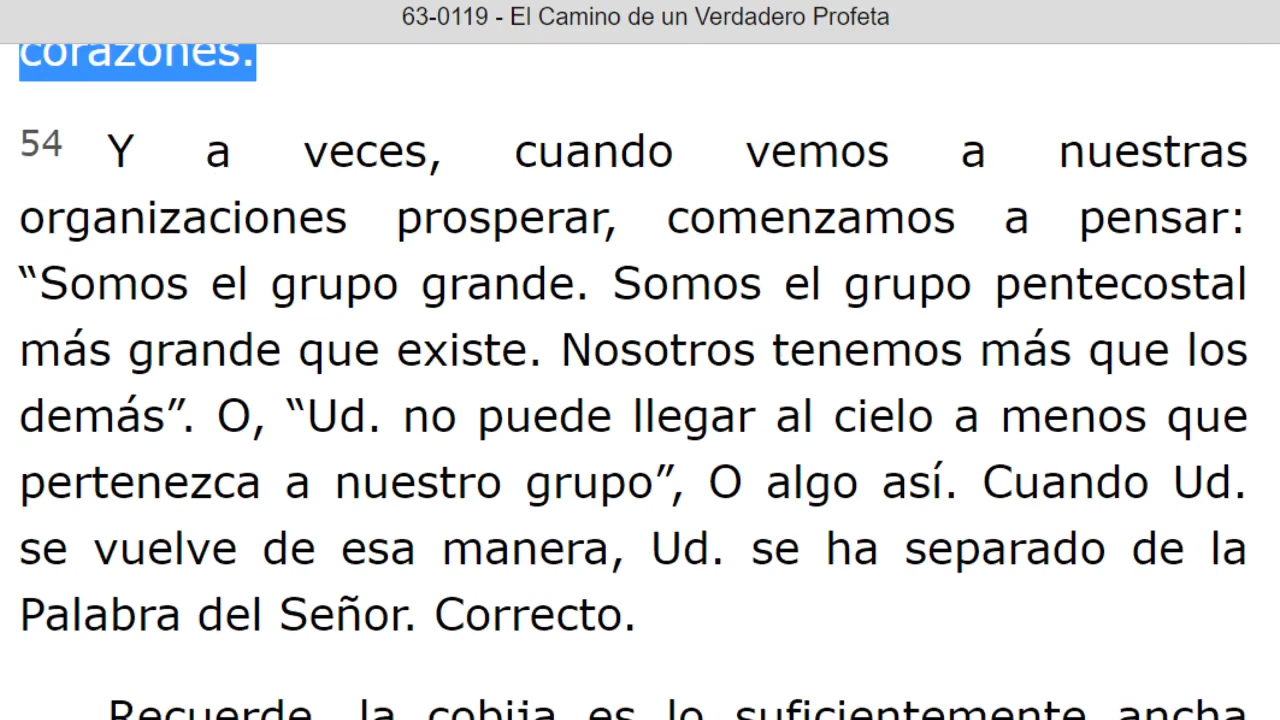 63-0119 - El Camino de un Verdadero Profeta
corazones.
54 Y a veces, cuando vemos a nuestras
organizaciones prosperar, comenzamos a pensar:
“Somos el grupo grande. Somos el grupo pentecostal
más grande que existe. Nosotros tenemos más que los
demás”. O, “Ud. no puede llegar al cielo a menos que
pertenezca a nuestro grupo”, O algo así. Cuando Ud.
se vuelve de esa manera, Ud. se ha separado de la
Palabra del Señor. Correcto.
Recuerde, la cobija es lo suficientemente ancha